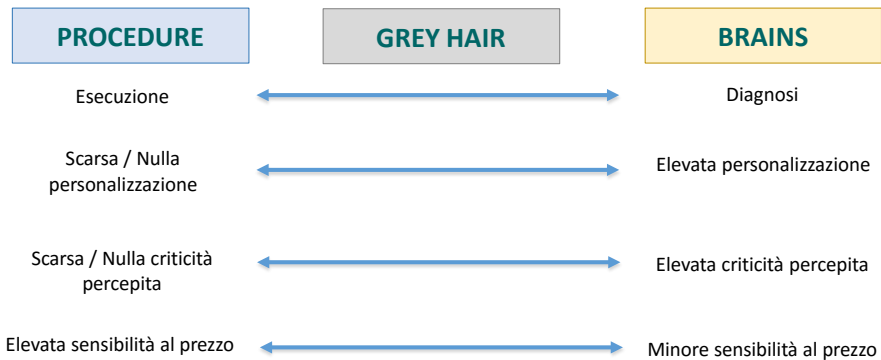 PROCEDURE
GREY HAIR
BRAINS
Esecuzione
Diagnosi
Scarsa / Nulla
personalizzazione
Elevata personalizzazione
Scarsa / Nulla criticità
percepita
Elevata criticità percepita
Elevata sensibilità al prezzo
Minore sensibilità al prezzo